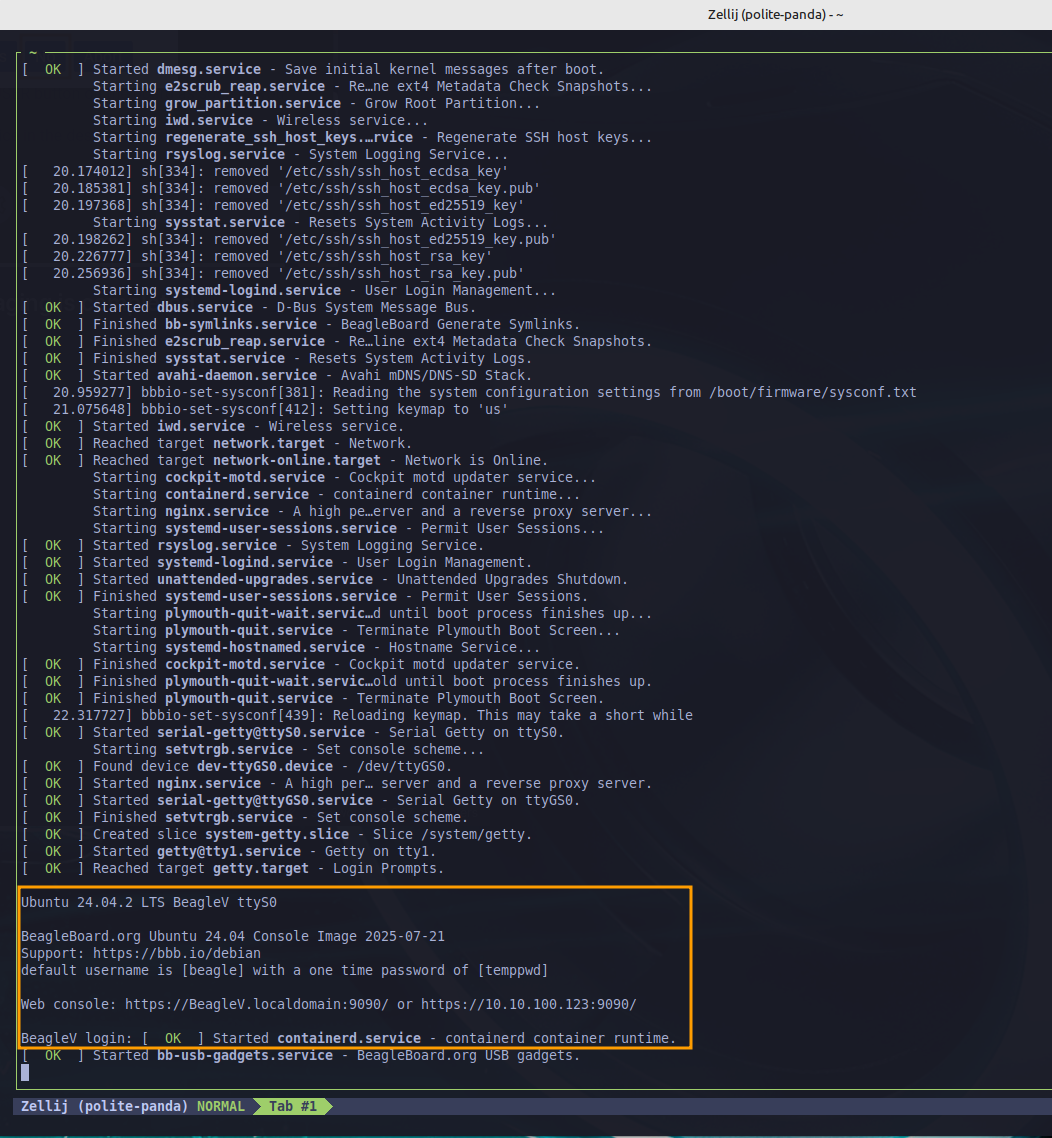 Zellij (polite-panda) - ~
~
[  OK  ] Started dmesg.service - Save initial kernel messages after boot.
         Starting e2scrub_reap.service - Re…ne ext4 Metadata Check Snapshots...
         Starting grow_partition.service - Grow Root Partition...
         Starting iwd.service - Wireless service...
         Starting regenerate_ssh_host_keys.…rvice - Regenerate SSH host keys...
         Starting rsyslog.service - System Logging Service...
[   20.174012] sh[334]: removed '/etc/ssh/ssh_host_ecdsa_key'
[   20.185381] sh[334]: removed '/etc/ssh/ssh_host_ecdsa_key.pub'
[   20.197368] sh[334]: removed '/etc/ssh/ssh_host_ed25519_key'
         Starting sysstat.service - Resets System Activity Logs...
[   20.198262] sh[334]: removed '/etc/ssh/ssh_host_ed25519_key.pub'
[   20.226777] sh[334]: removed '/etc/ssh/ssh_host_rsa_key'
[   20.256936] sh[334]: removed '/etc/ssh/ssh_host_rsa_key.pub'
         Starting systemd-logind.service - User Login Management...
[  OK  ] Started dbus.service - D-Bus System Message Bus.
[  OK  ] Finished bb-symlinks.service - BeagleBoard Generate Symlinks.
[  OK  ] Finished e2scrub_reap.service - Re…line ext4 Metadata Check Snapshots.
[  OK  ] Finished sysstat.service - Resets System Activity Logs.
[  OK  ] Started avahi-daemon.service - Avahi mDNS/DNS-SD Stack.
[   20.959277] bbbio-set-sysconf[381]: Reading the system configuration settings from /boot/firmware/sysconf.txt
[   21.075648] bbbio-set-sysconf[412]: Setting keymap to 'us'
[  OK  ] Started iwd.service - Wireless service.
[  OK  ] Reached target network.target - Network.
[  OK  ] Reached target network-online.target - Network is Online.
         Starting cockpit-motd.service - Cockpit motd updater service...
         Starting containerd.service - containerd container runtime...
         Starting nginx.service - A high pe…erver and a reverse proxy server...
         Starting systemd-user-sessions.service - Permit User Sessions...
[  OK  ] Started rsyslog.service - System Logging Service.
[  OK  ] Started systemd-logind.service - User Login Management.
[  OK  ] Started unattended-upgrades.service - Unattended Upgrades Shutdown.
[  OK  ] Finished systemd-user-sessions.service - Permit User Sessions.
         Starting plymouth-quit-wait.servic…d until boot process finishes up...
         Starting plymouth-quit.service - Terminate Plymouth Boot Screen...
         Starting systemd-hostnamed.service - Hostname Service...
[  OK  ] Finished cockpit-motd.service - Cockpit motd updater service.
[  OK  ] Finished plymouth-quit-wait.servic…old until boot process finishes up.
[  OK  ] Finished plymouth-quit.service - Terminate Plymouth Boot Screen.
[   22.317727] bbbio-set-sysconf[439]: Reloading keymap. This may take a short while
[  OK  ] Started serial-getty@ttyS0.service - Serial Getty on ttyS0.
         Starting setvtrgb.service - Set console scheme...
[  OK  ] Found device dev-ttyGS0.device - /dev/ttyGS0.
[  OK  ] Started nginx.service - A high per… server and a reverse proxy server.
[  OK  ] Started serial-getty@ttyGS0.service - Serial Getty on ttyGS0.
[  OK  ] Finished setvtrgb.service - Set console scheme.
[  OK  ] Created slice system-getty.slice - Slice /system/getty.
[  OK  ] Started getty@tty1.service - Getty on tty1.
[  OK  ] Reached target getty.target - Login Prompts.
Ubuntu 24.04.2 LTS BeagleV ttyS0
BeagleBoard.org Ubuntu 24.04 Console Image 2025-07-21
Support: https://bbb.io/debian
default username is [beagle] with a one time password of [temppwd]
Web console: https://BeagleV.localdomain:9090/ or https://10.10.100.123:9090/
BeagleV login: [  OK  ] Started containerd.service - containerd container runtime.
[  OK  ] Started bb-usb-gadgets.service - BeagleBoard.org USB gadgets.
Zellij (polite-panda) NORMAL Tab #1